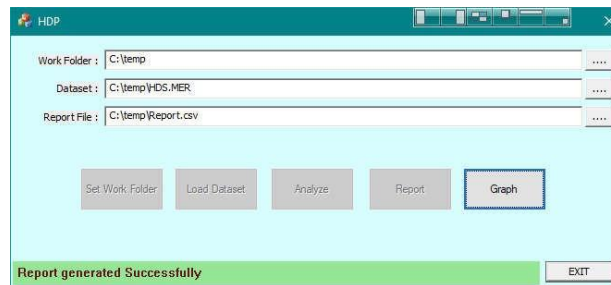 HDP
Work Folder : C:\temp ....
Dataset : C:\temp\HDS.MER ....
Report File : C:\temp\Report.csv ....
Set Work Folder Load Dataset Analyze Report Graph
Report generated Successfully EXIT